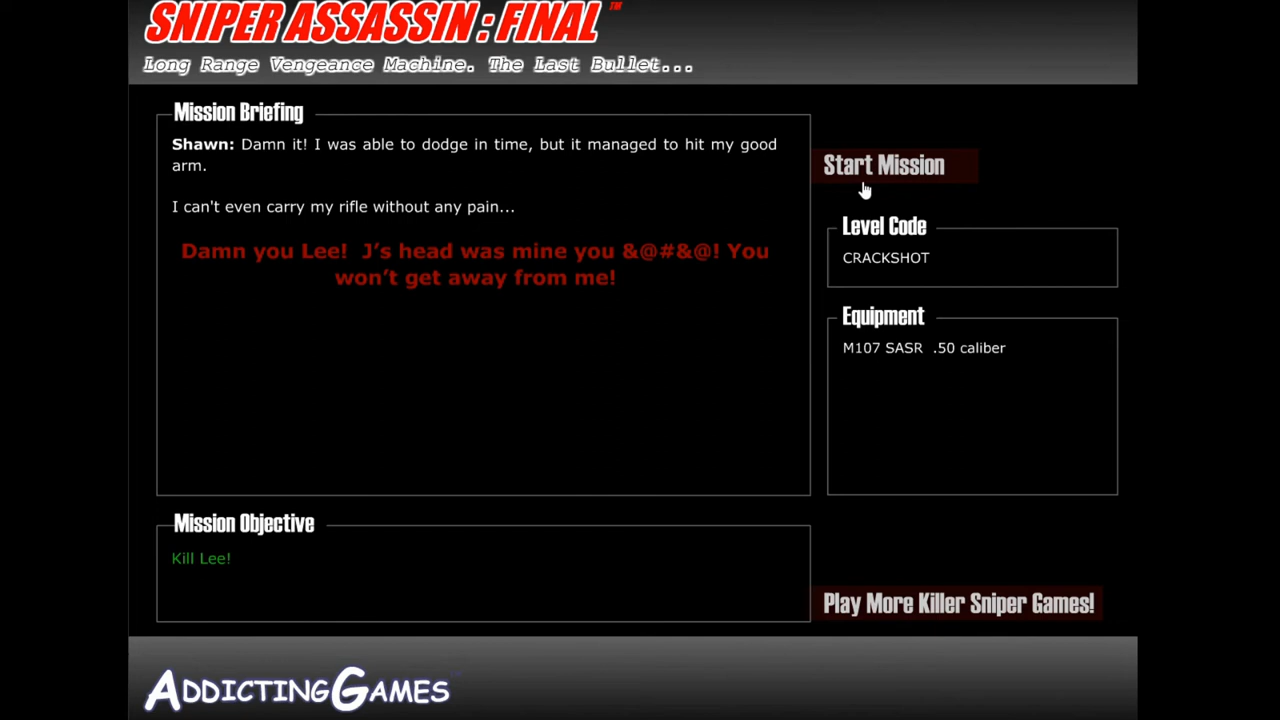 SNIPER ASSASSIN : FINAL™
Long Range Vengeance Machine. The Last Bullet...
Mission Briefing
Shawn: Damn it! I was able to dodge in time, but it managed to hit my good
arm.
I can't even carry my rifle without any pain...
Damn you Lee! J’s head was mine you &@#&@! You
won’t get away from me!
Start Mission
Level Code
CRACKSHOT
Equipment
M107 SASR .50 caliber
Mission Objective
Kill Lee!
Play More Killer Sniper Games!
ADDICTINGGAMES